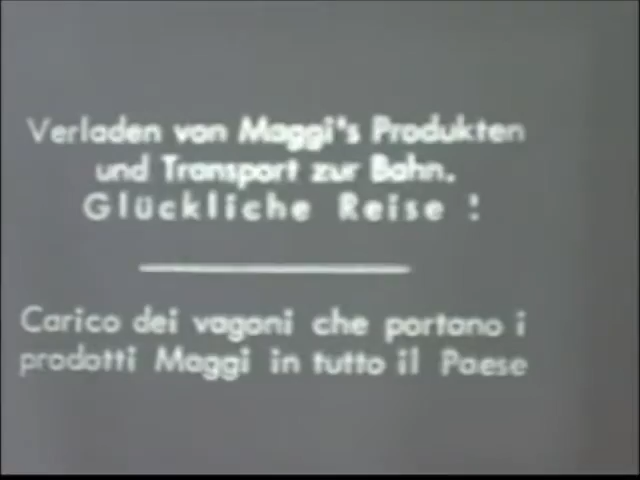 Verladen von Maggi's Produkten
und Transport zur Bahn.
Glückliche Reise !
Carico dei vagoni che portano i
prodotti Maggi in tutto il Paese